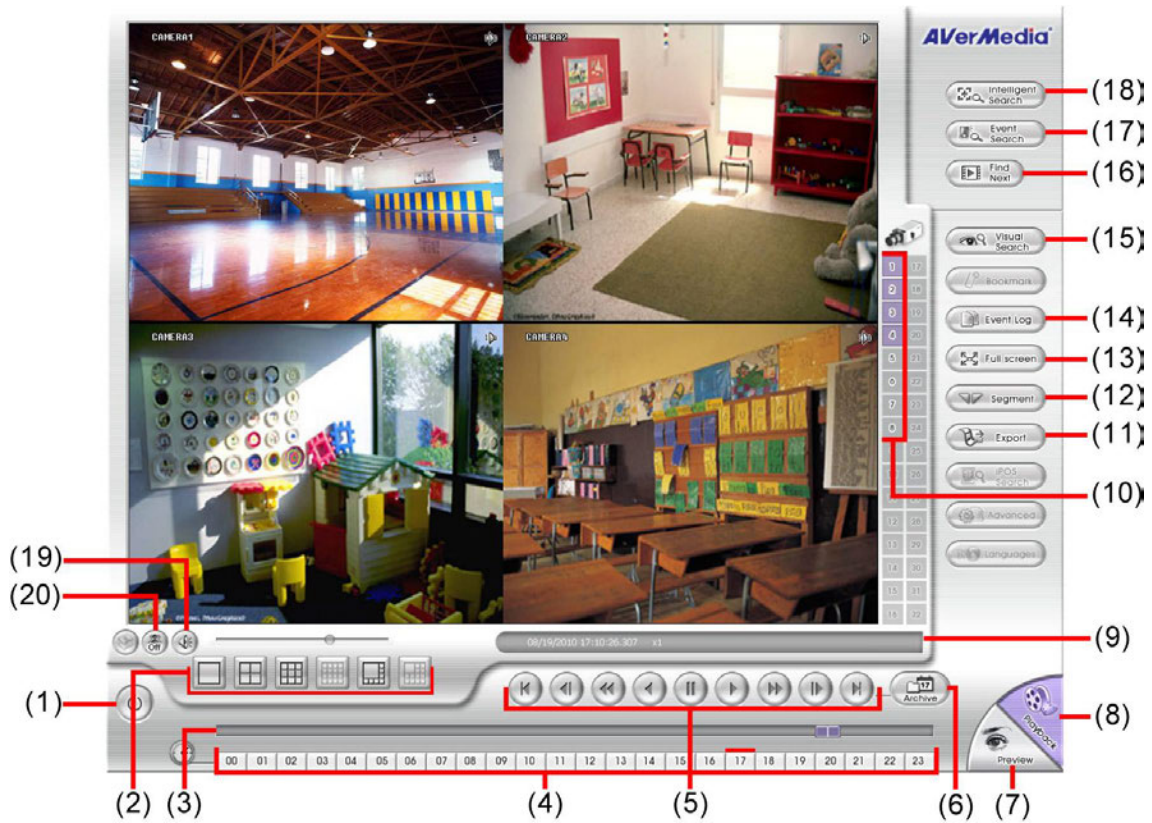 CAMERA1
CAMERA2
AVerMedia
Intelligent Search (18)
Event Search (17)
Find Next (16)
Visual Search (15)
Bookmark
Event Log (14)
Full screen (13)
Segment (12)
Export (11)
iPOS Search
(10)
Advanced
Languages
1 17
2 18
3 19
4 20
5 21
6 22
7 23
8 24
25
26
12 28
13 29
14 30
15 31
16 32
CAMERA3
CAMERA4
(19)
(20)
Off
08/19/2010 17:10:26.307 x1
(9)
(1)
17
Archive
Playback
(8)
Preview
00 01 02 03 04 05 06 07 08 09 10 11 12 13 14 15 16 17 18 19 20 21 22 23
(2) (3) (4) (5) (6) (7)